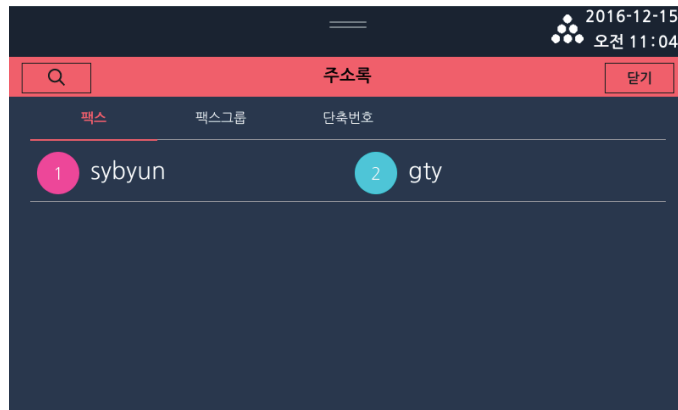 2016-12-15
오전 11:04
주소록
닫기
팩스
팩스그룹
단축번호
1 sybyun
2 gty